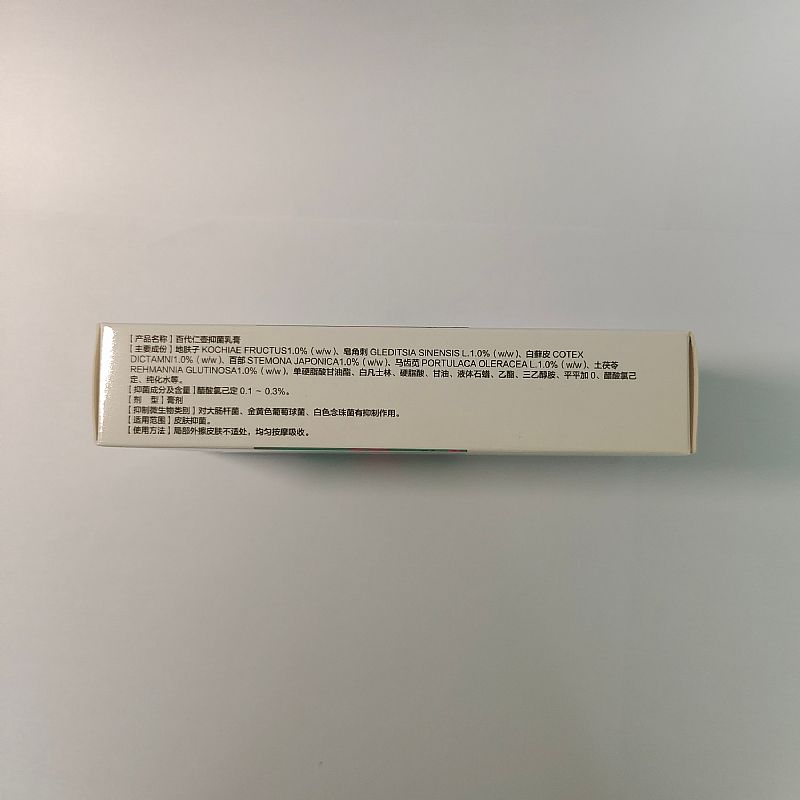 【产品名称】百代仁壹抑菌乳膏
【主要成份】地肤子 KOCHIAE FRUCTUS1.0%（w/w）、皂角刺 GLEDITSIA SINENSIS L.1.0%（w/w）、白藓皮 COTEX
DICTAMNI1.0%（w/w）、百部 STEMONA JAPONICA1.0%（w/w）、马齿苋 PORTULACA OLERACEA L.1.0%（w/w）、土茯苓
REHMANNIA GLUTINOSA1.0%（w/w）、单硬脂酸甘油酯、白凡士林、硬脂酸、甘油、液体石蜡、乙酯、三乙醇胺、平平加 0、醋酸氯己
定、纯化水等。
【抑菌成分及含量】醋酸氯己定 0.1 ~ 0.3%。
【剂　型】膏剂
【抑制微生物类别】对大肠杆菌、金黄色葡萄球菌、白色念珠菌有抑制作用。
【适用范围】皮肤抑菌。
【使用方法】局部外擦皮肤不适处，均匀按摩吸收。